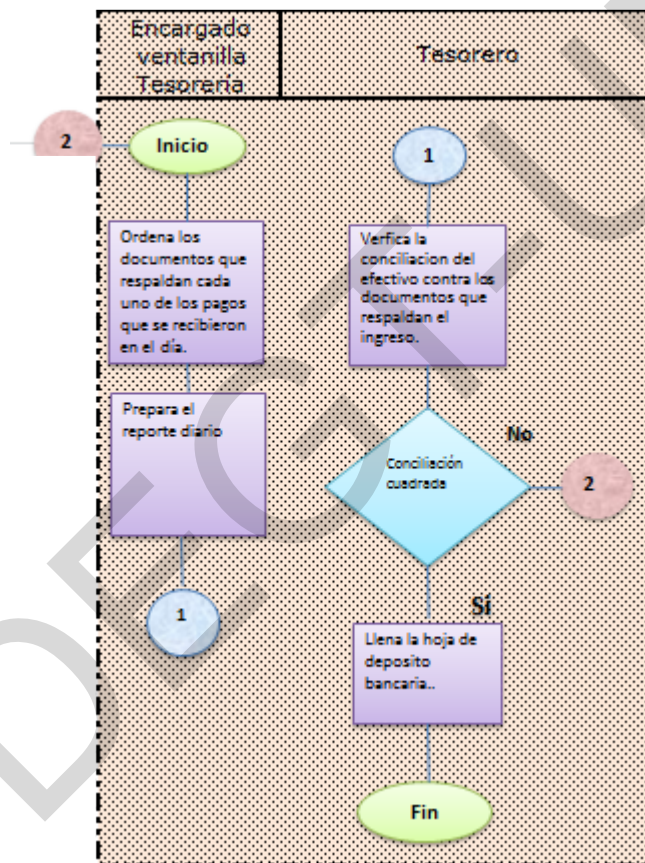 Encargado
ventanilla
Tesorería
Tesorero
2
Inicio
Ordena los
documentos que
respaldan cada
uno de los pagos
que se recibieron
en el día.
Prepara el
reporte diario
1
1
Verfica la
conciliacion del
efectivo contra los
documentos que
respaldan el
ingreso.
Conciliación
cuadrada
No
2
Si
Llena la hoja de
deposito
bancaria..
Fin